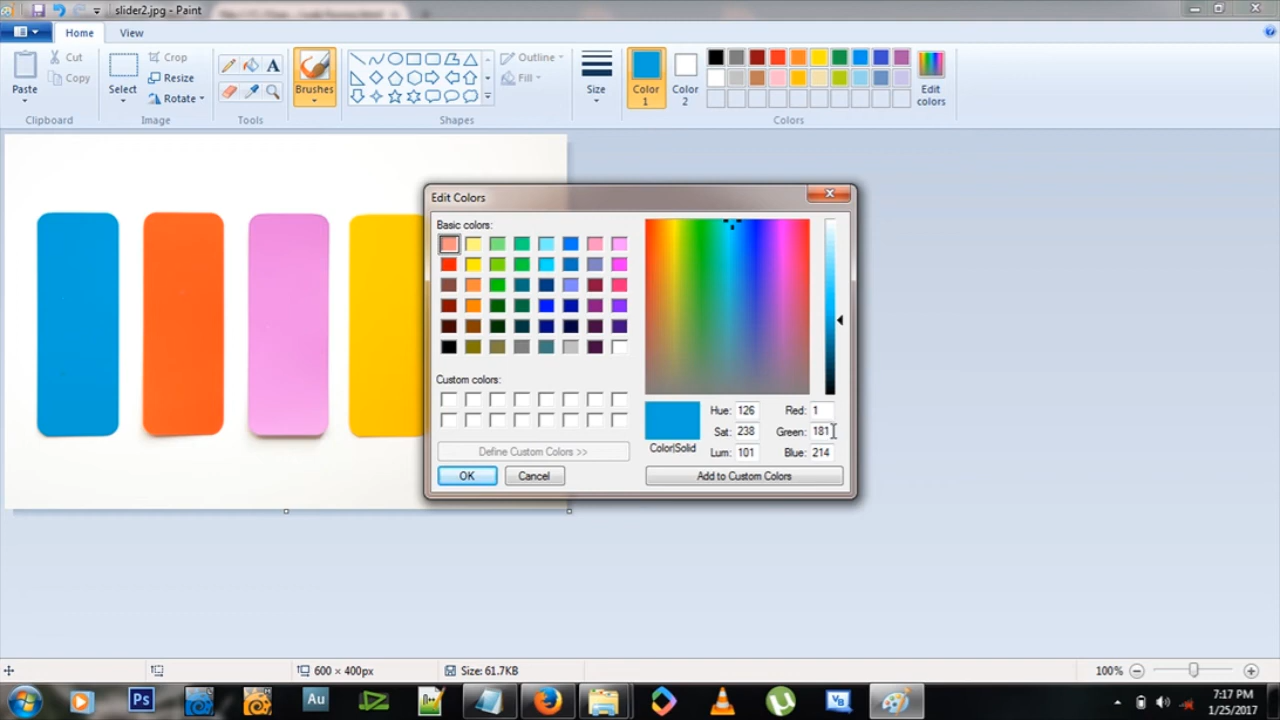 slider2.jpg - Paint
Home
View
Paste
Cut
Copy
Select
Crop
Resize
Rotate
A
Brushes
Outline
Fill
Size
Color 1
Color 2
Edit colors
Clipboard
Image
Tools
Shapes
Colors
Edit Colors
Basic colors:
Custom colors:
Define Custom Colors >>
OK
Cancel
Color|Solid
Hue: 126
Sat: 238
Lum: 101
Red: 1
Green: 181
Blue: 214
Add to Custom Colors
600 × 400px
Size: 61.7KB
100%
Ps
Au
7:17 PM
1/25/2017